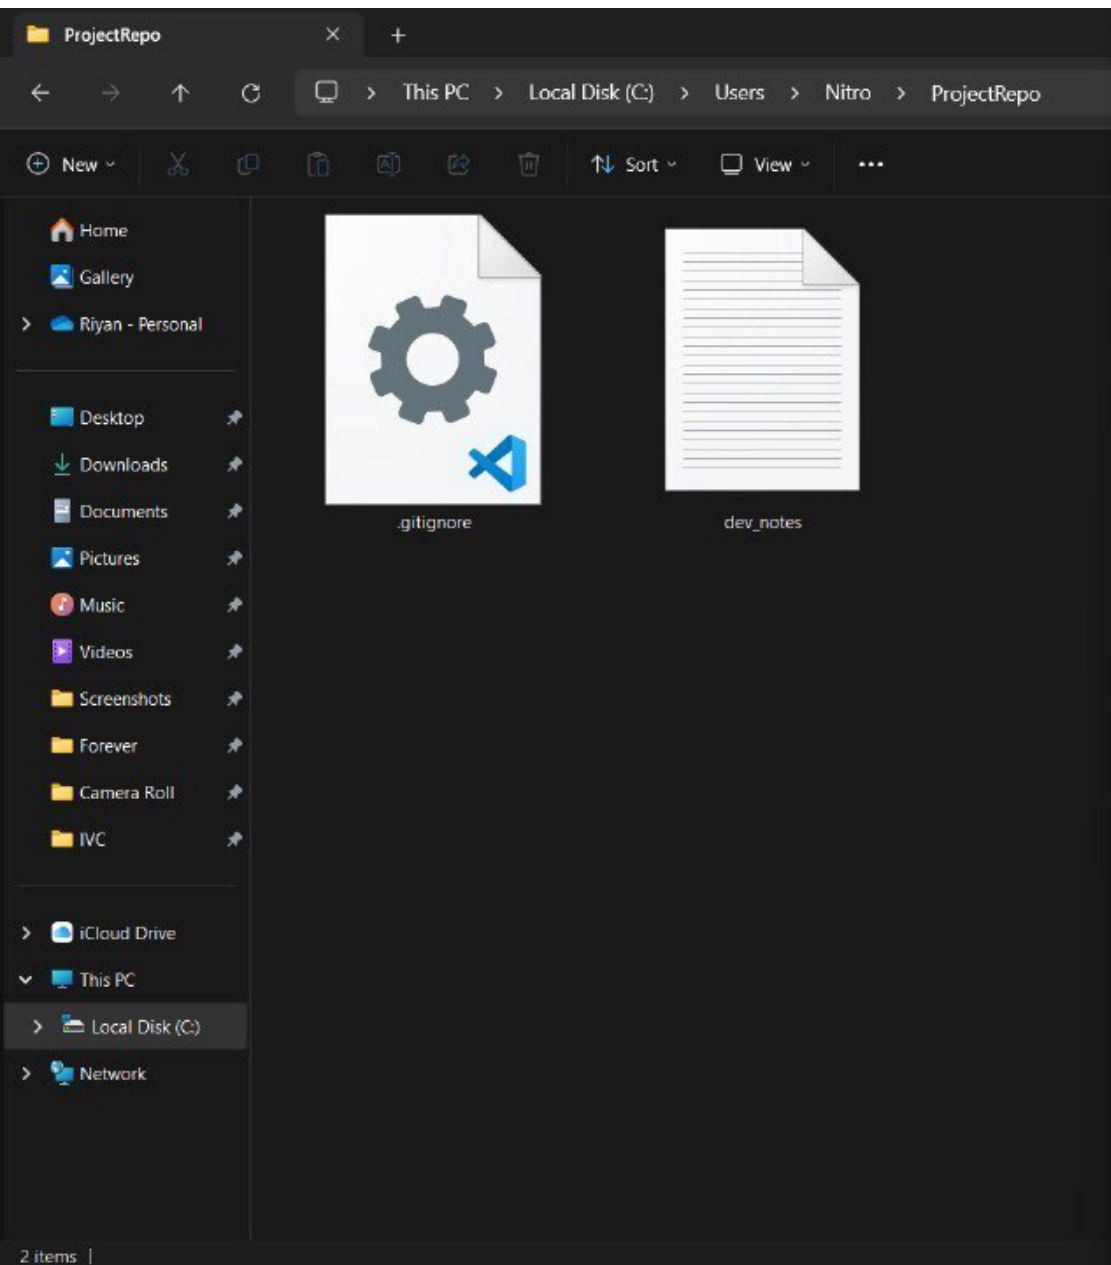 ProjectRepo
This PC > Local Disk (C:) > Users > Nitro > ProjectRepo
New Sort View
Home
Gallery
Riyan - Personal
Desktop
Downloads
Documents
Pictures
Music
Videos
Screenshots
Forever
Camera Roll
IVC
iCloud Drive
This PC
Local Disk (C:)
Network
.gitignore
dev_notes
2 items